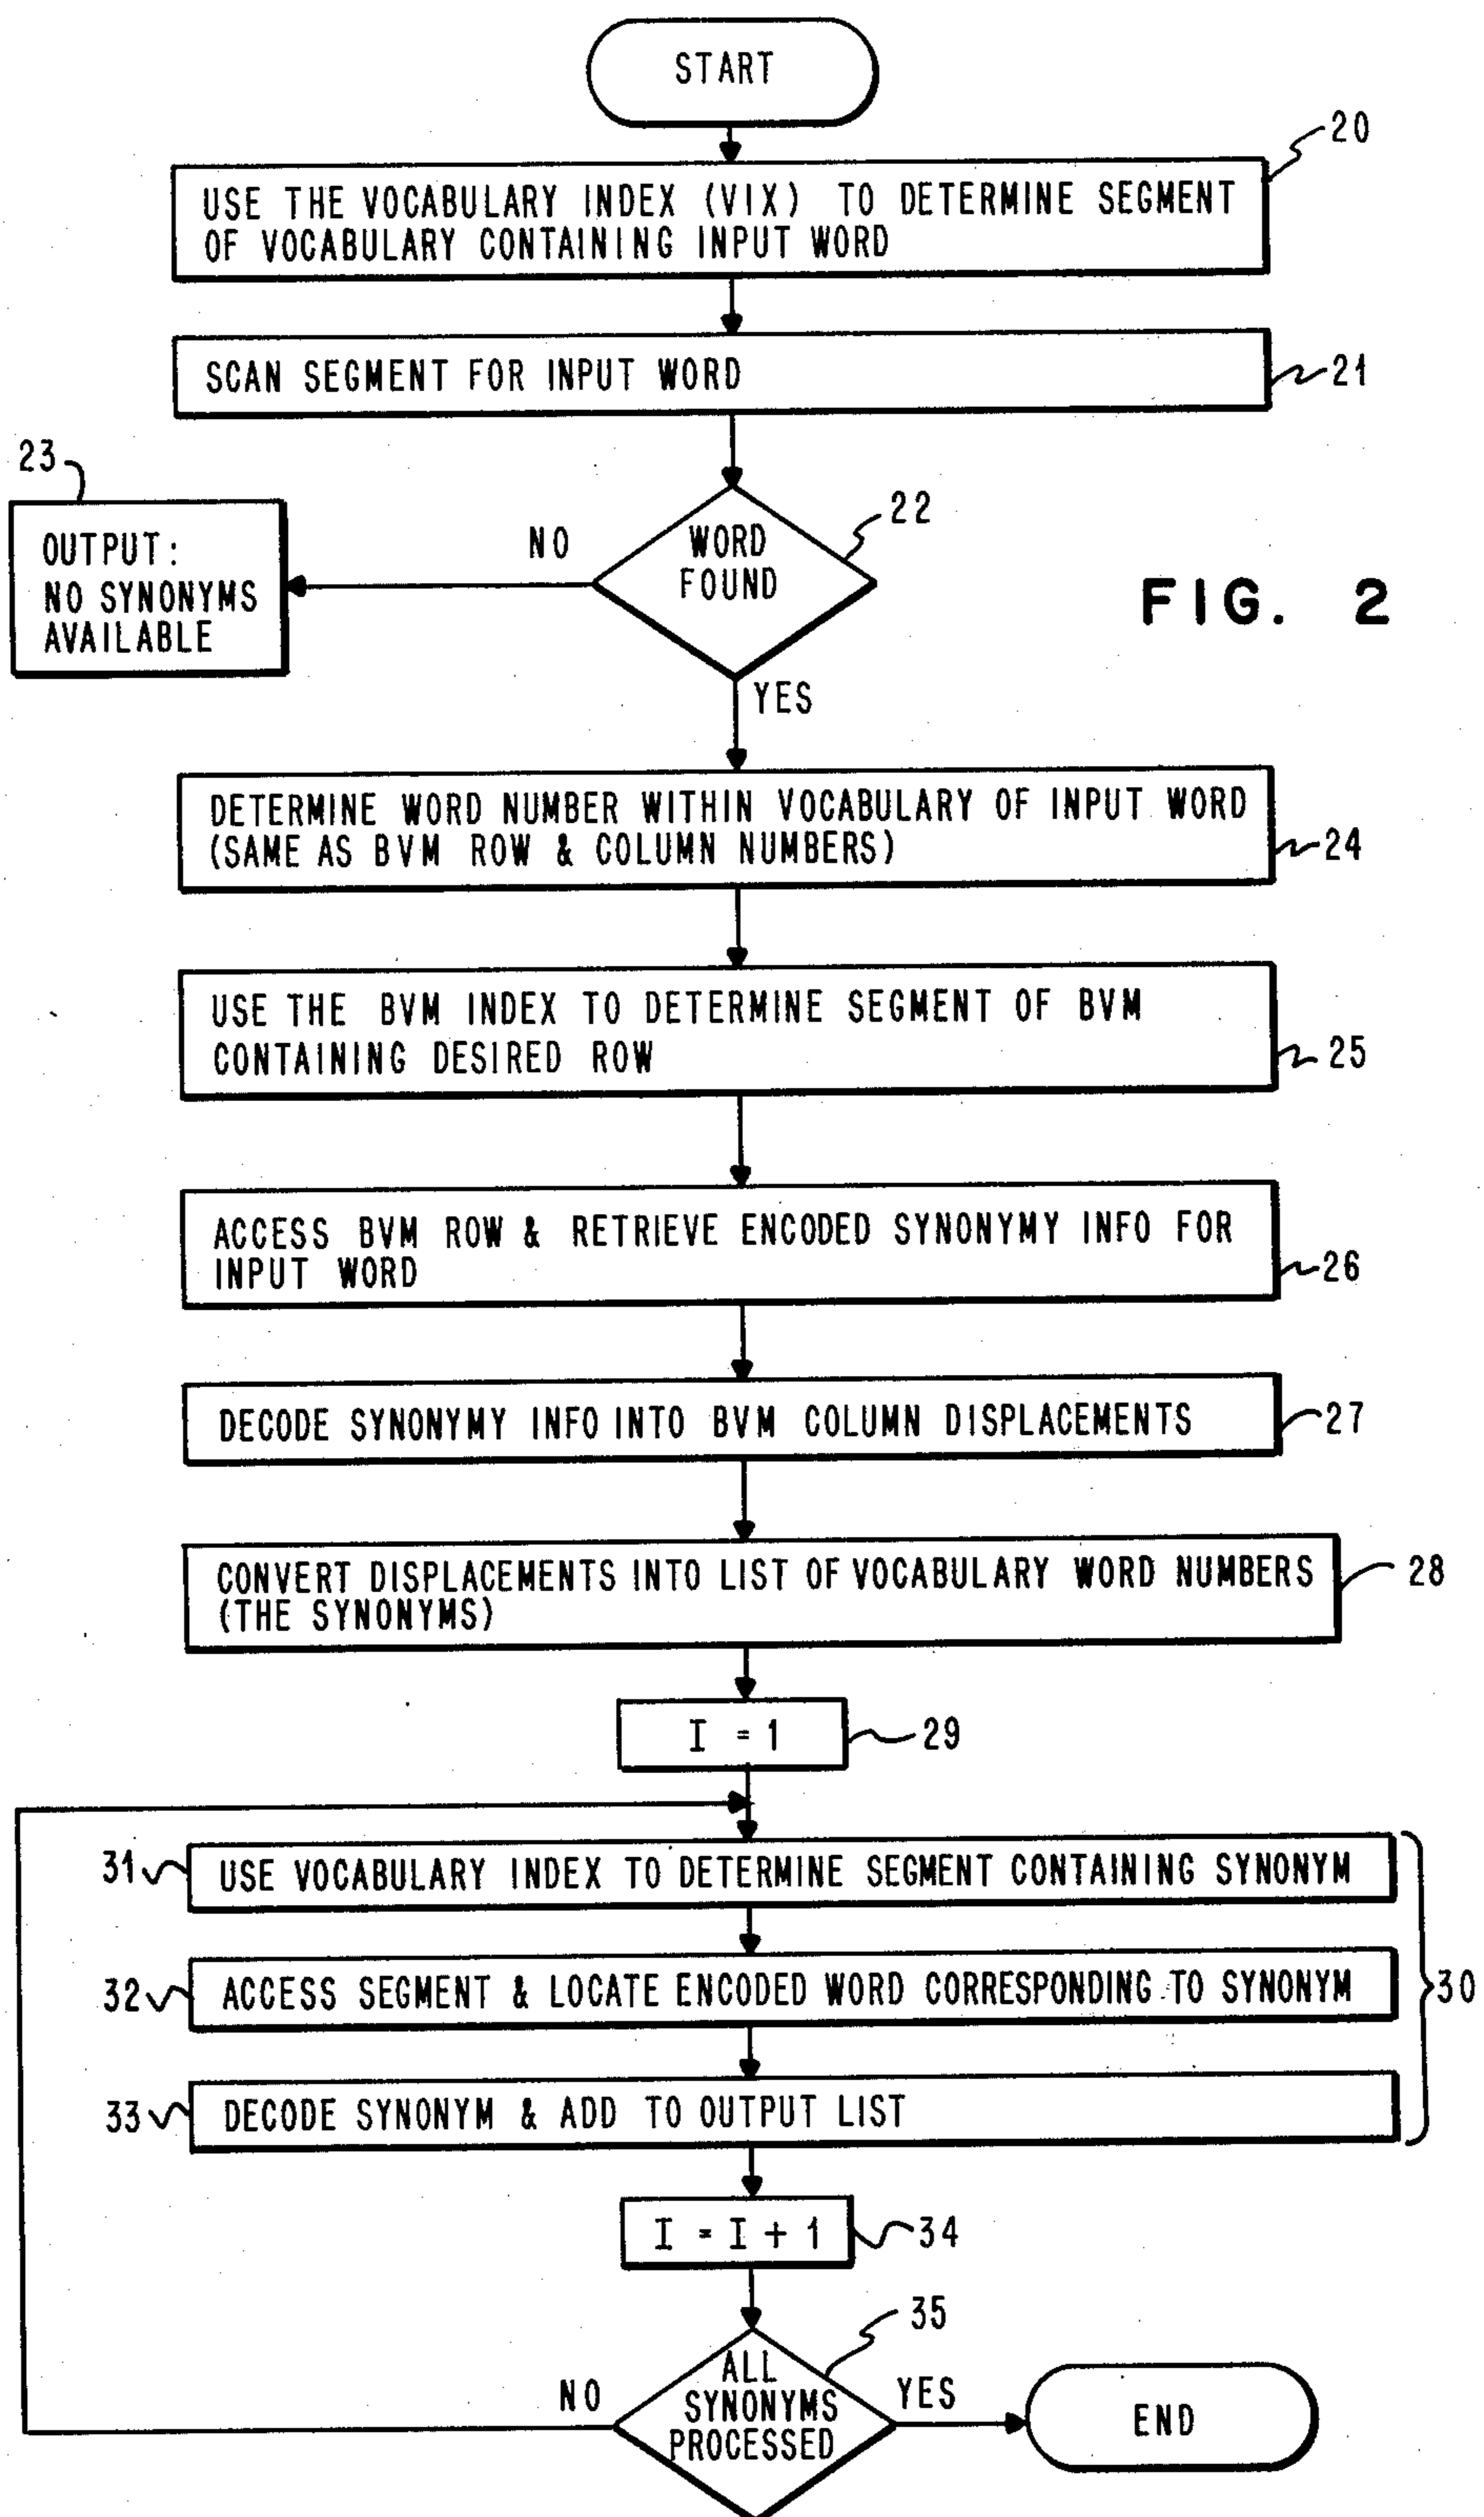 START
20
USE THE VOCABULARY INDEX (VIX) TO DETERMINE SEGMENT
OF VOCABULARY CONTAINING INPUT WORD
SCAN SEGMENT FOR INPUT WORD
21
23
22
OUTPUT:
NO SYNONYMS
AVAILABLE
NO
WORD
FOUND
FIG. 2
YES
DETERMINE WORD NUMBER WITHIN VOCABULARY OF INPUT WORD
(SAME AS BVM ROW & COLUMN NUMBERS)
24
USE THE BVM INDEX TO DETERMINE SEGMENT OF BVM
CONTAINING DESIRED ROW
25
ACCESS BVM ROW & RETRIEVE ENCODED SYNONYMY INFO FOR
INPUT WORD
26
DECODE SYNONYMY INFO INTO BVM COLUMN DISPLACEMENTS
27
CONVERT DISPLACEMENTS INTO LIST OF VOCABULARY WORD NUMBERS
(THE SYNONYMS)
28
I = 1
29
31
USE VOCABULARY INDEX TO DETERMINE SEGMENT CONTAINING SYNONYM
32
ACCESS SEGMENT & LOCATE ENCODED WORD CORRESPONDING TO SYNONYM
30
33
DECODE SYNONYM & ADD TO OUTPUT LIST
I = I + 1
34
35
NO
ALL
SYNONYMS
PROCESSED
YES
END